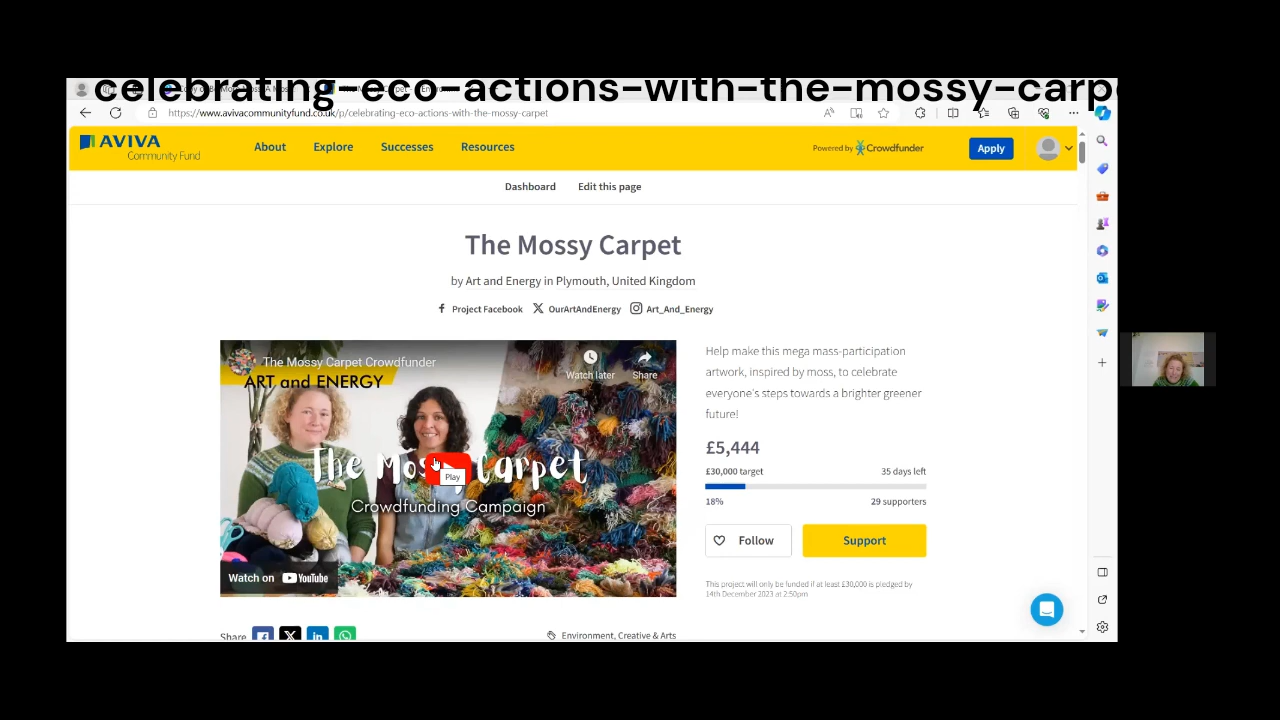 celebrating-eco-actions-with-the-mossy-carp
https://www.avivacommunityfund.co.uk/p/celebrating-eco-actions-with-the-mossy-carpet
AVIVA
Community Fund
About Explore Successes Resources
Powered by Crowdfunder
Apply
Dashboard Edit this page
The Mossy Carpet
by Art and Energy in Plymouth, United Kingdom
Project Facebook OurArtAndEnergy Art_And_Energy
The Mossy Carpet Crowdfunder
Watch later Share
ART and ENERGY
The Mossy Carpet
Play
Crowdfunding Campaign
Watch on YouTube
Help make this mega mass-participation
artwork, inspired by moss, to celebrate
everyone's steps towards a brighter greener
future!
£5,444
£30,000 target 35 days left
18% 29 supporters
Follow Support
This project will only be funded if at least £30,000 is pledged by
14th December 2023 at 2:50pm
Share
Environment, Creative & Arts